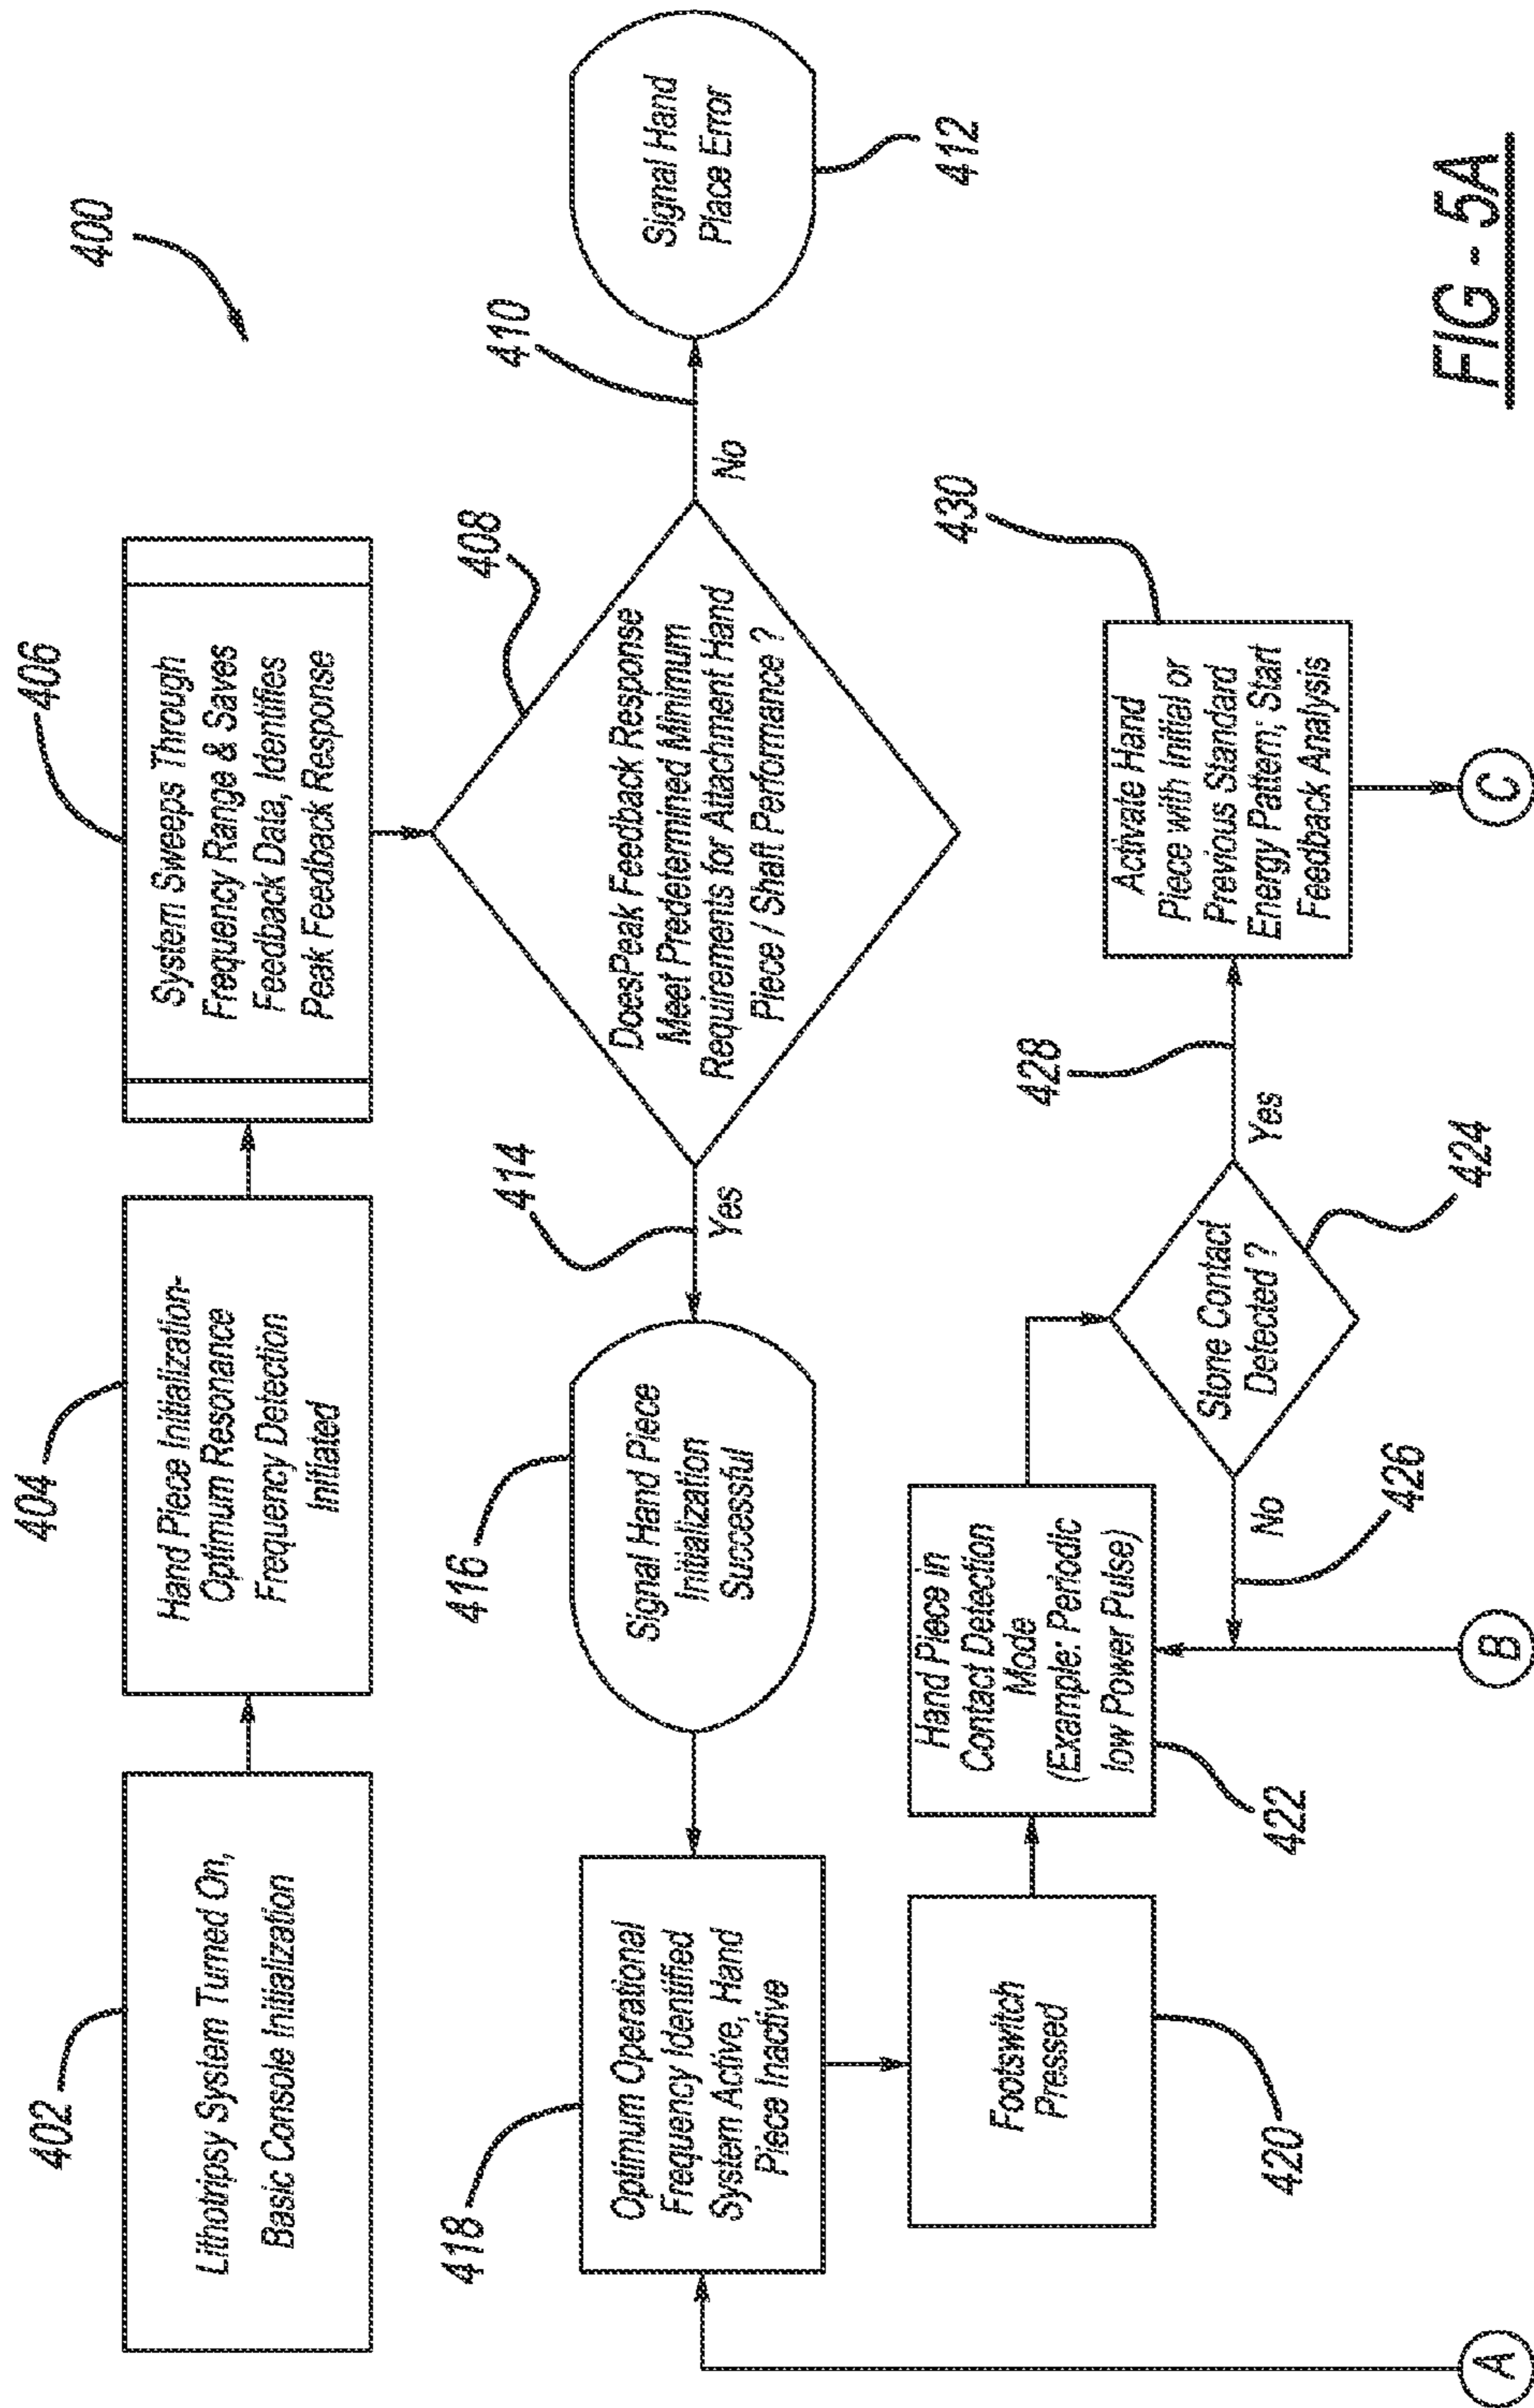 400
402
Lithotripsy System Turned On,
Basic Console Initialization
404
Hand Piece Initialization-
Optimum Resonance
Frequency Detection
Initiated
406
System Sweeps Through
Frequency Range & Saves
Feedback Data, Identifies
Peak Feedback Response
408
DoesPeak Feedback Response
Meet Predetermined Minimum
Requirements for Attachment Hand
Piece / Shaft Performance ?
410
No
412
Signal Hand
Place Error
414
Yes
416
Signal Hand Piece
Initialization
Successful
418
Optimum Operational
Frequency Identified
System Active, Hand
Piece Inactive
420
Footswitch
Pressed
422
Hand Piece in
Contact Detection
Mode
(Example: Periodic
low Power Pulse)
424
Stone Contact
Detected ?
426
No
428
Yes
430
Activate Hand
Piece with Initial or
Previous Standard
Energy Pattern; Start
Feedback Analysis
A
B
C
FIG - 5A